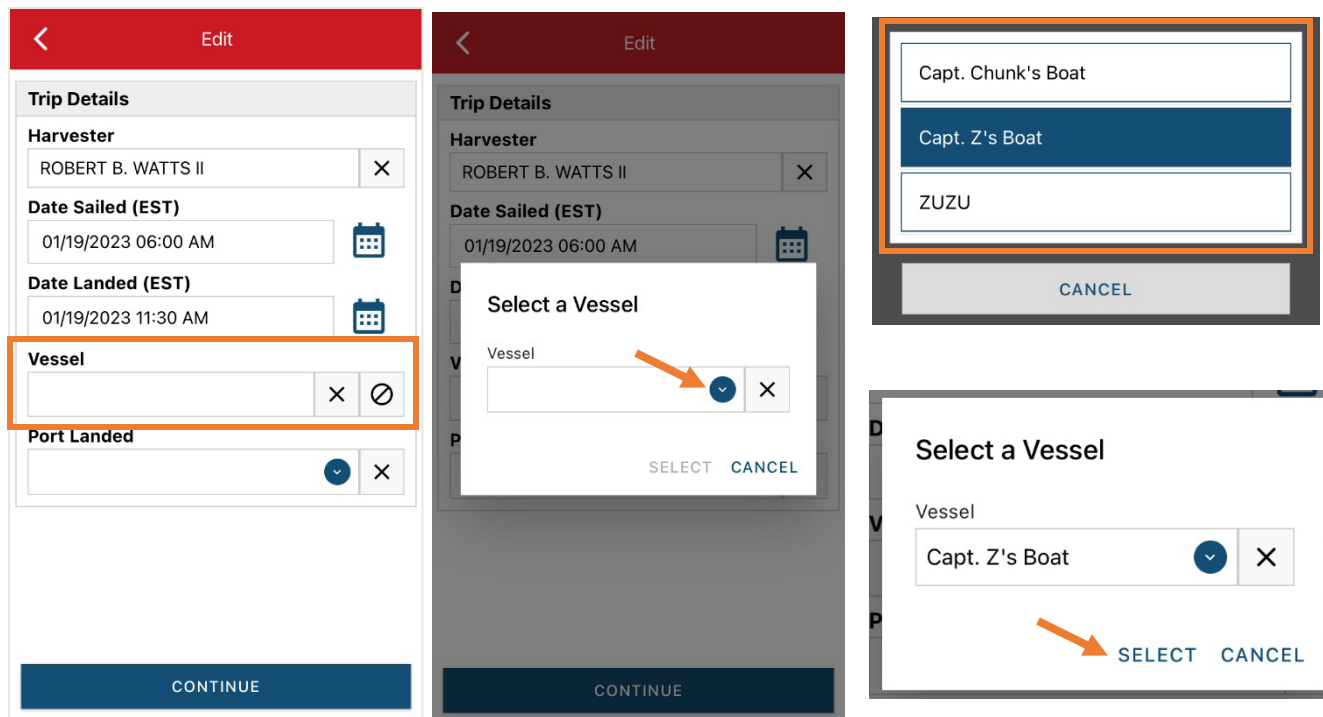 Edit
Trip Details
Harvester
ROBERT B. WATTS II
Date Sailed (EST)
01/19/2023 06:00 AM
Date Landed (EST)
01/19/2023 11:30 AM
Vessel
Port Landed
CONTINUE
Edit
Trip Details
Harvester
ROBERT B. WATTS II
Date Sailed (EST)
01/19/2023 06:00 AM
D
V
P
Select a Vessel
Vessel
SELECT CANCEL
CONTINUE
Capt. Chunk's Boat
Capt. Z's Boat
ZUZU
CANCEL
D
V
P
Select a Vessel
Vessel
Capt. Z's Boat
SELECT CANCEL